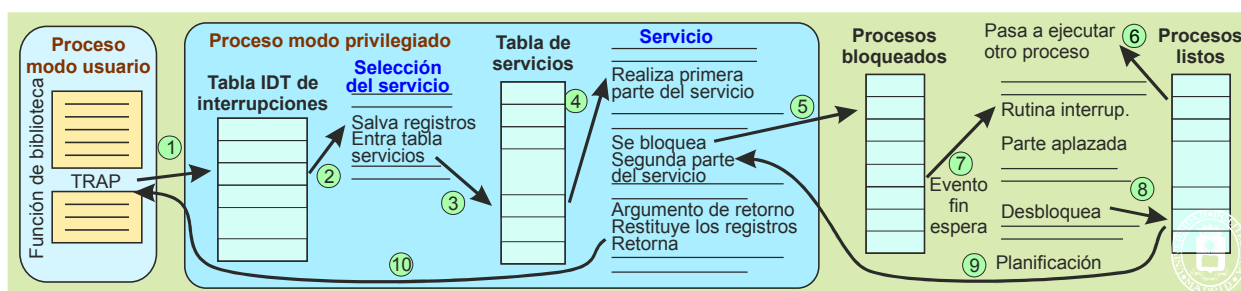 Proceso
modo usuario
Función de biblioteca
TRAP
1
Proceso modo privilegiado
Tabla IDT de
interrupciones
2
Selección
del servicio
Salva registros
Entra tabla
servicios
3
Tabla de
servicios
4
Servicio
Realiza primera
parte del servicio
Se bloquea
Segunda parte
del servicio
Argumento de retorno
Restituye los registros
Retorna
10
5
Procesos
bloqueados
7
Evento
fin
espera
Pasa a ejecutar
otro proceso
6
Rutina interrup.
Parte aplazada
8
Desbloquea
9 Planificación
Procesos
listos